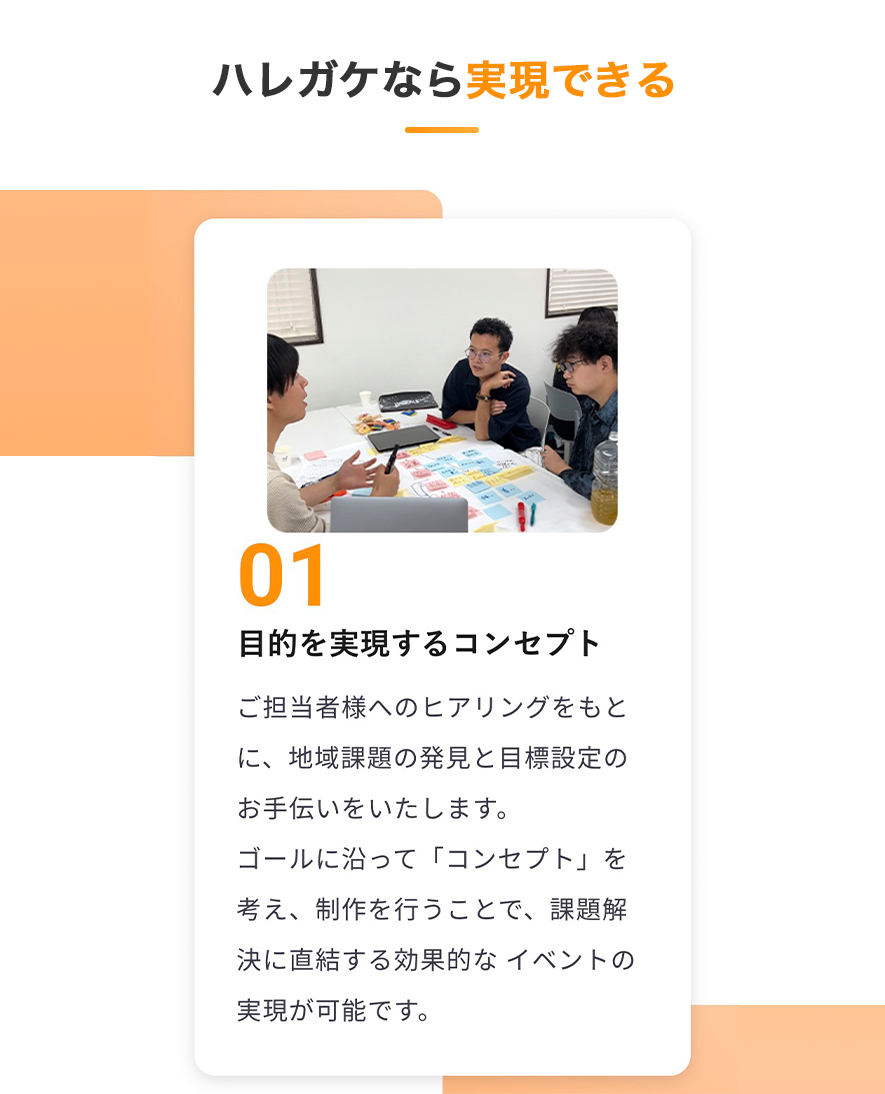 ハレガケなら実現できる
01
目的を実現するコンセプト
ご担当者様へのヒアリングをもと
に、地域課題の発見と目標設定の
お手伝いをいたします。
ゴールに沿って「コンセプト」を
考え、制作を行うことで、課題解
決に直結する効果的な イベントの
実現が可能です。